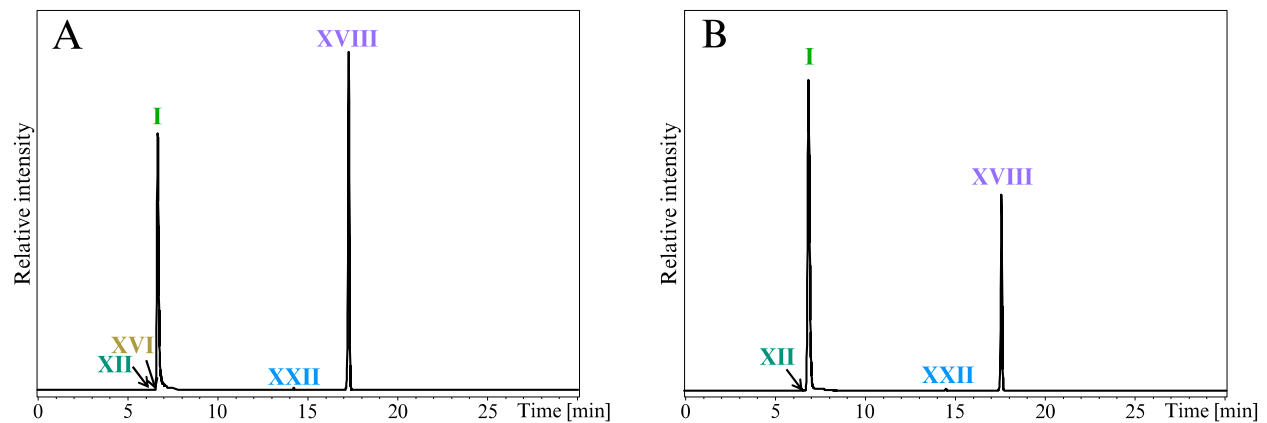 A
XVIII
I
Relative intensity
XVI
XII
XXII
0 5 10 15 20 25 Time [min]
B
I
XVIII
Relative intensity
XII
XXII
0 5 10 15 20 25 Time [min]